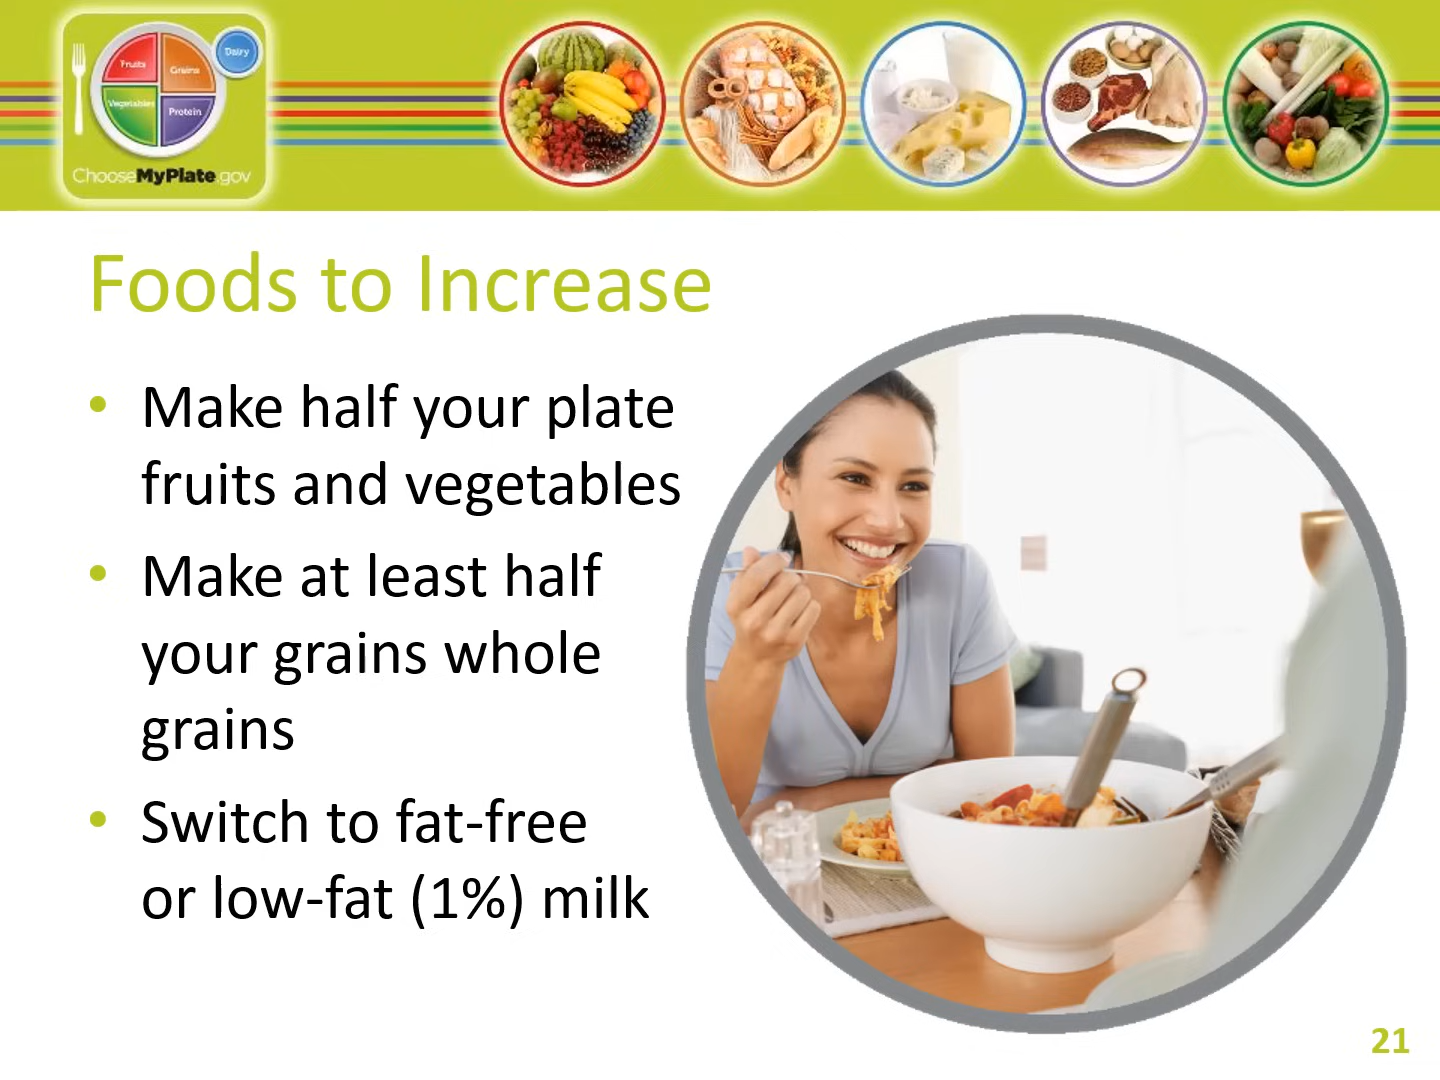 Fruits
Grains
Dairy
Vegetables
Protein
ChooseMyPlate.gov
Foods to Increase
• Make half your plate
fruits and vegetables
• Make at least half
your grains whole
grains
• Switch to fat-free
or low-fat (1%) milk
21